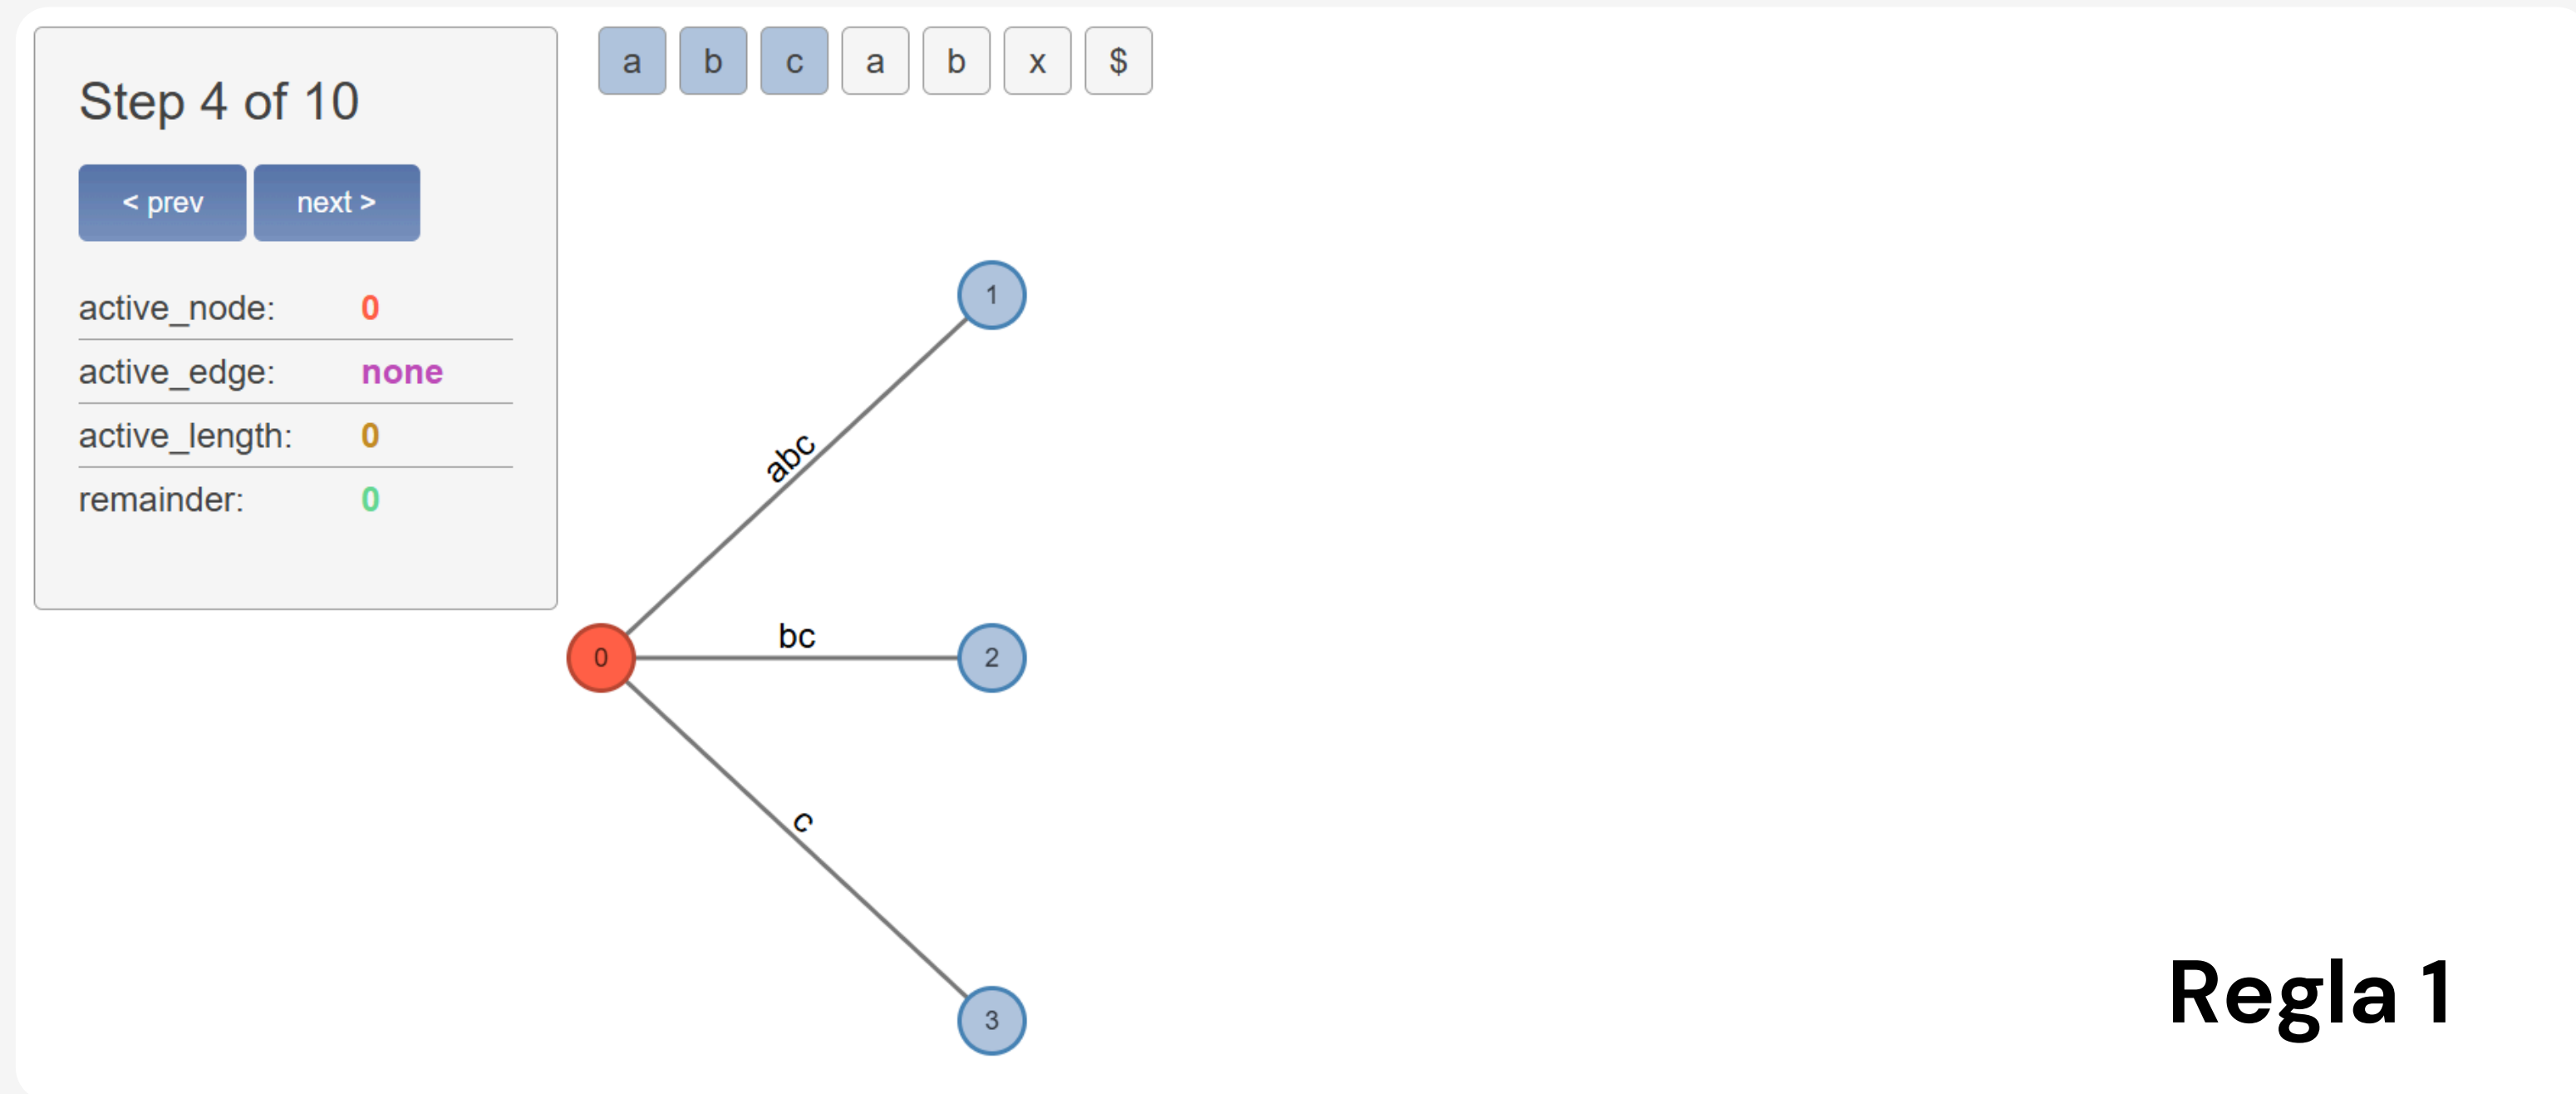 Step 4 of 10
< prev
next >
active_node: 0
active_edge: none
active_length: 0
remainder: 0
a b c a b x $
1
abc
0
bc
2
c
3
Regla 1